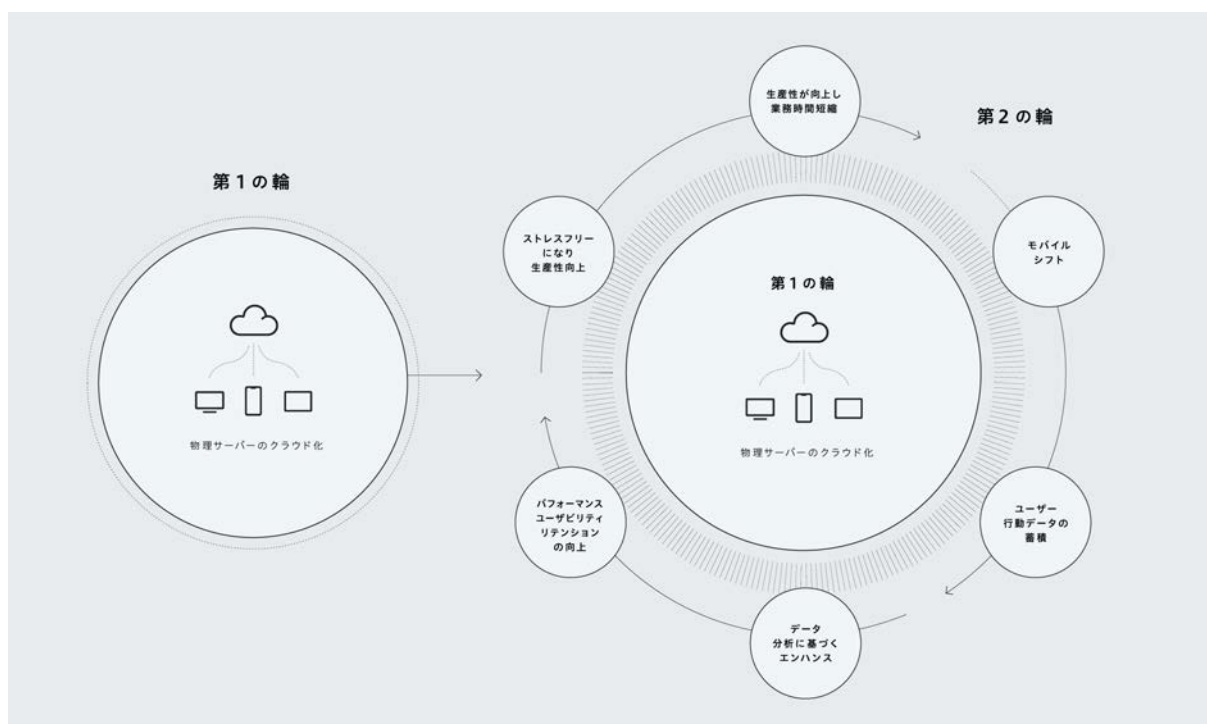 第1の輪
物理サーバーのクラウド化
第2の輪
生産性が向上し
業務時間短縮
モバイル
シフト
ユーザー
行動データの
蓄積
データ
分析に基づく
エンハンス
パフォーマンス
ユーザビリティ
リテンション
の向上
ストレスフリー
になり
生産性向上
第1の輪
物理サーバーのクラウド化